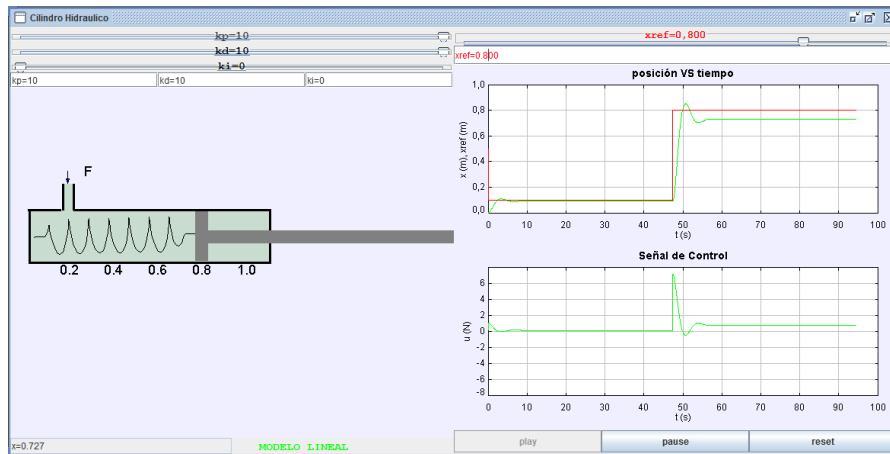 Cilindro Hidraulico
kp=10
kd=10
ki=0
kp=10 kd=10 ki=0
F
0.2 0.4 0.6 0.8 1.0
x=0.727
MODELO LINEAL
xref=0,800
xref=0.800
posición VS tiempo
x (m), xref (m)
1,0
0,8
0,6
0,4
0,2
0,0
0 10 20 30 40 50 60 70 80 90 100
t (s)
Señal de Control
u (N)
6
4
2
0
-2
-4
-6
-8
0 10 20 30 40 50 60 70 80 90 100
t (s)
play pause reset